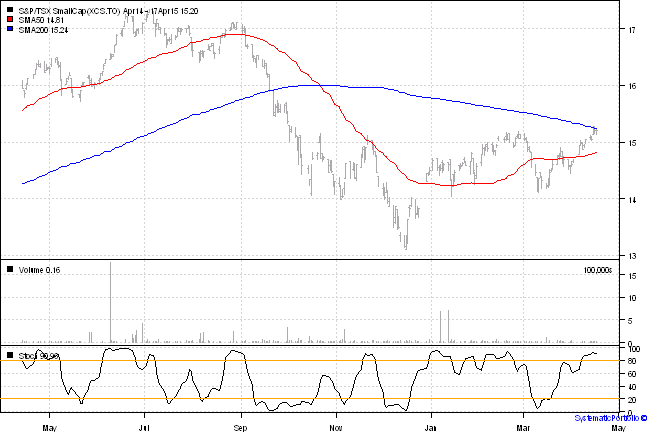 S&P/TSX SmallCap(XCS.TO) Apr14 - 17Apr15 15.20
SMA50 14.81
SMA200 15.24
17
16
15
14
13
Volume 0.16
100,000s
15
10
5
0
100
80
60
40
20
0
May
Jul
Sep
Nov
Jan
Mar
May
SystematicPortfolio ©